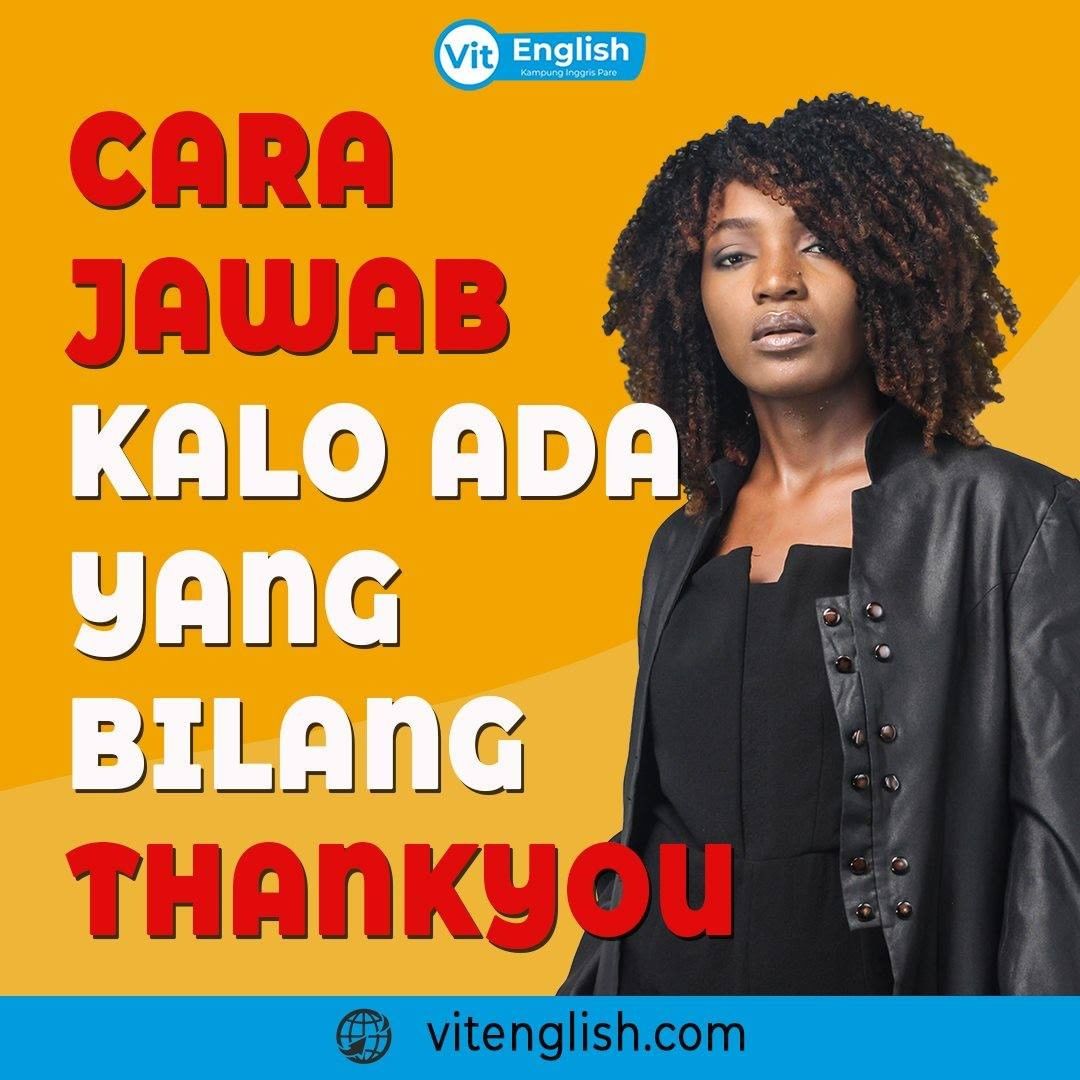 Vit English
Kampung Inggris Pare
CARA
JAWAB
KALO ADA
YANG
BILANG
THANKYOU
vitenglish.com